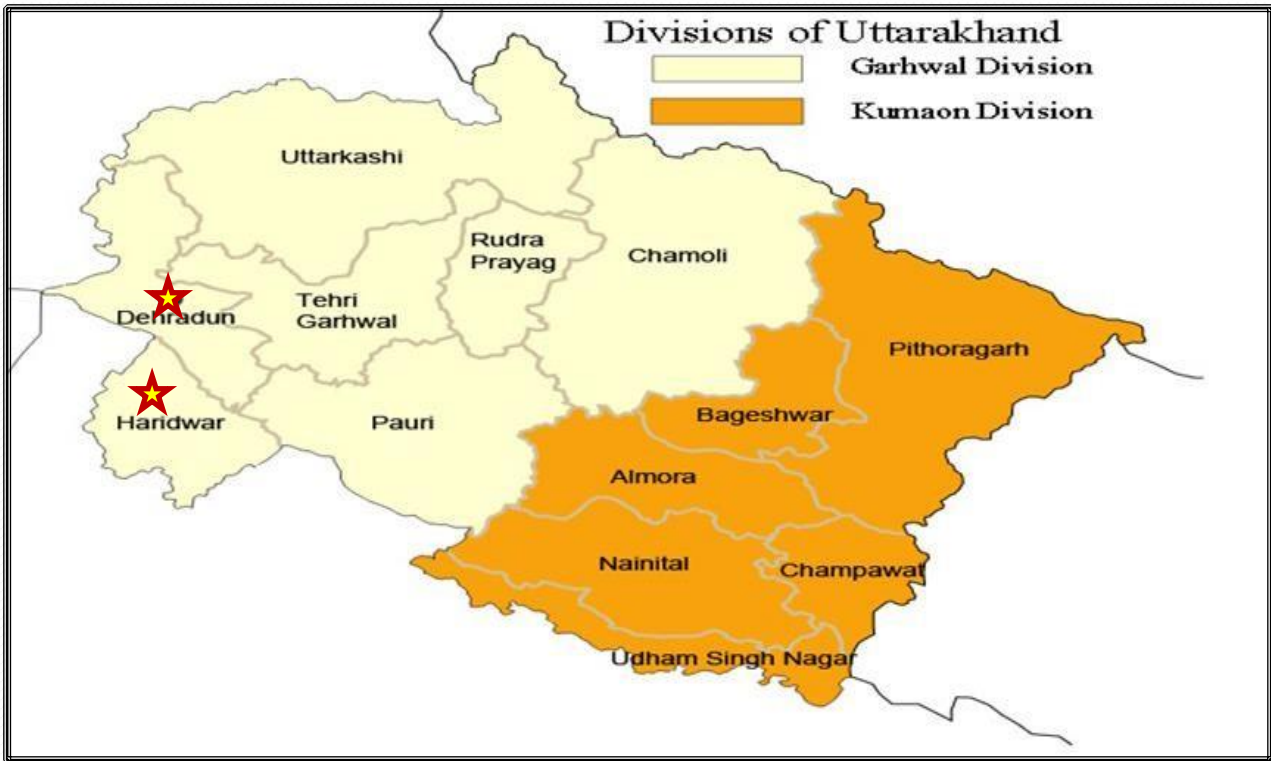 Divisions of Uttarakhand
Garhwal Division
Kumaon Division
Uttarkashi
Rudra
Prayag
Chamoli
Tehri
Garhwal
Dehradun
Pithoragarh
Haridwar
Pauri
Bageshwar
Almora
Nainital
Champawat
Udham Singh Nagar